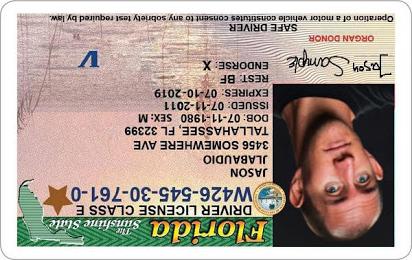 Florida
The Sunshine State
DRIVER LICENSE CLASS E
W426-545-30-761-0
JASON
JLABAUDIO
3456 SOMEWHERE AVE
TALLAHASSEE, FL 32399
DOB: 07-11-1980 SEX: M
ISSUED: 07-11-2011
EXPIRES: 07-10-2019
REST: BF
ENDORSE: X
V
Jason Sample
ORGAN DONOR
SAFE DRIVER
Operation of a motor vehicle constitutes consent to any sobriety test required by law.